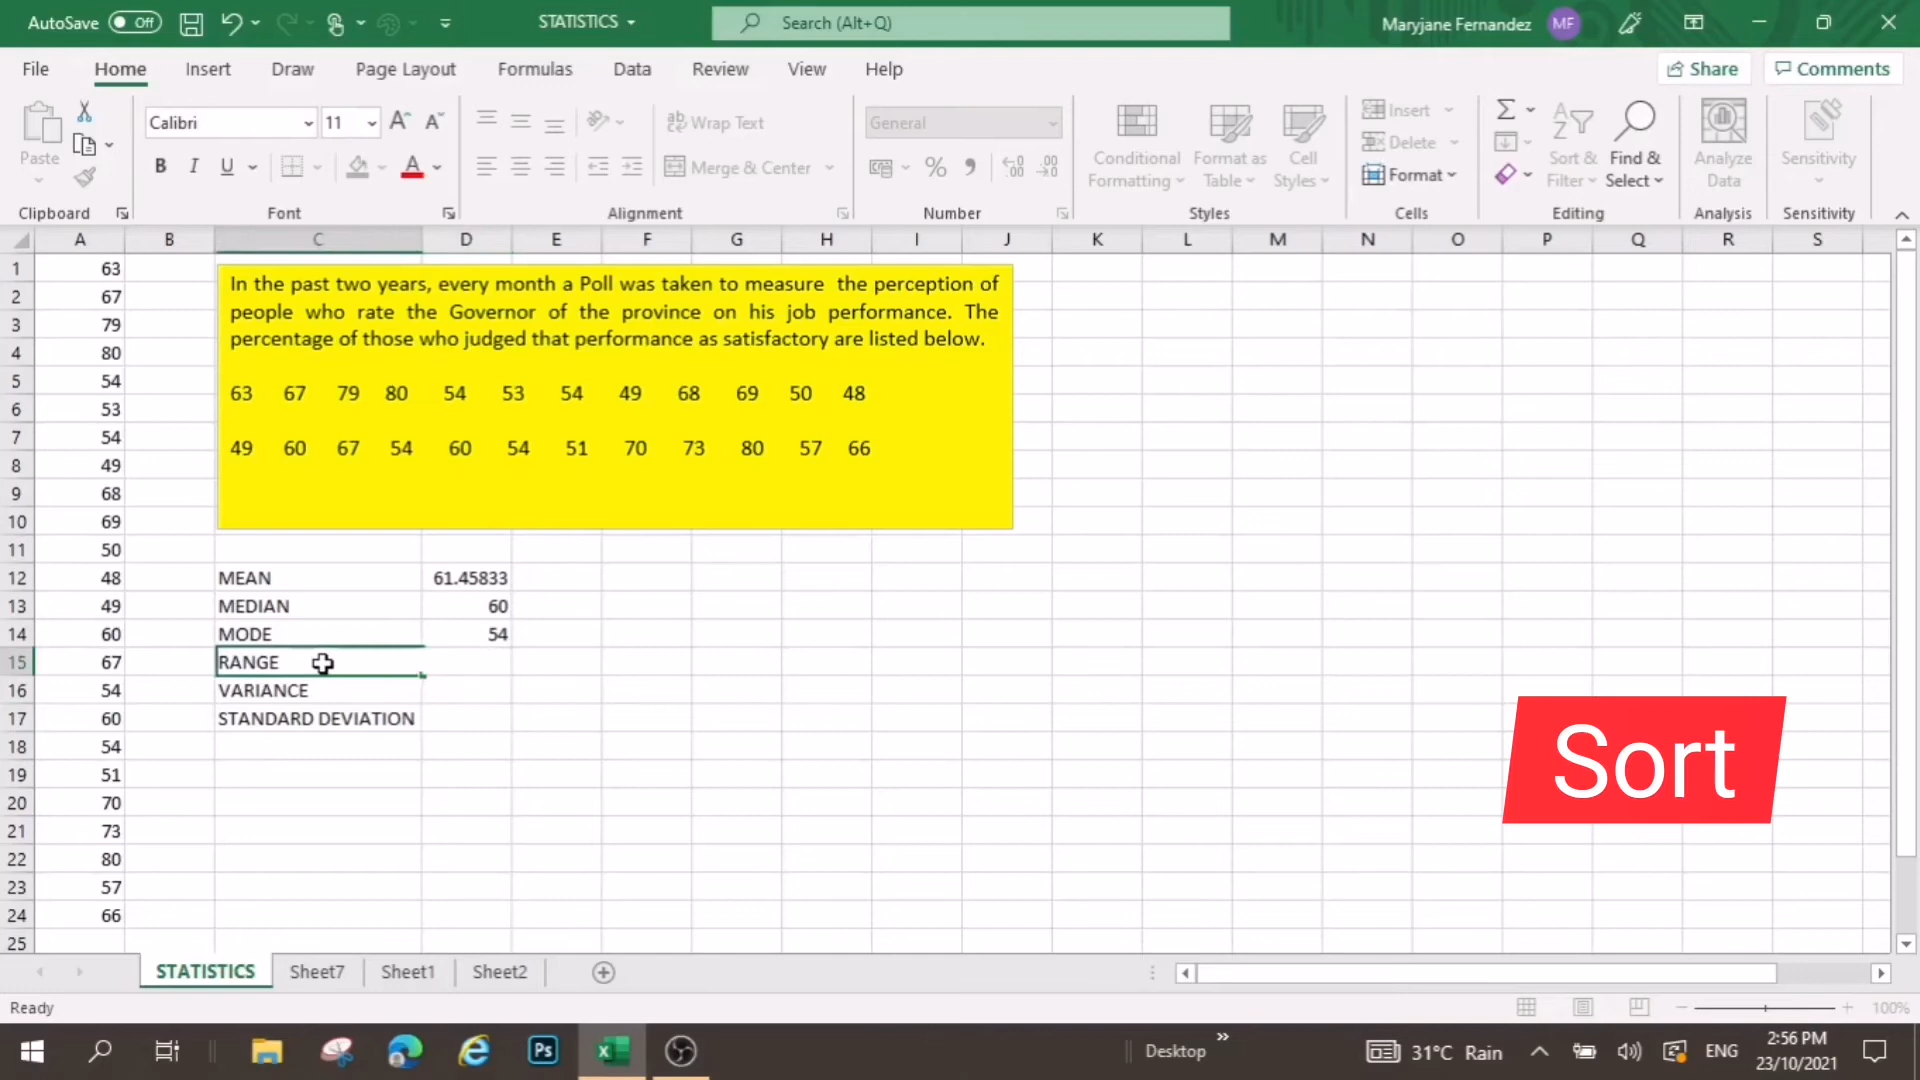 AutoSave Off STATISTICS Search (Alt+Q) Maryjane Fernandez MF
File Home Insert Draw Page Layout Formulas Data Review View Help Share Comments
Paste Calibri 11 Wrap Text General Conditional Formatting Format as Table Cell Styles Insert Delete Format Sort & Filter Find & Select Analyze Data Sensitivity
B I U A Merge & Center % ,
Clipboard Font Alignment Number Styles Cells Editing Analysis Sensitivity
A B C D E F G H I J K L M N O P Q R S
1 63
2 67
3 79
4 80
5 54
6 53
7 54
8 49
9 68
10 69
11 50
12 48 MEAN 61.45833
13 49 MEDIAN 60
14 60 MODE 54
15 67 RANGE
16 54 VARIANCE
17 60 STANDARD DEVIATION
18 54
19 51
20 70
21 73
22 80
23 57
24 66
25
In the past two years, every month a Poll was taken to measure the perception of
people who rate the Governor of the province on his job performance. The
percentage of those who judged that performance as satisfactory are listed below.
63 67 79 80 54 53 54 49 68 69 50 48
49 60 67 54 60 54 51 70 73 80 57 66
Sort
STATISTICS Sheet7 Sheet1 Sheet2
Ready 100%
Ps Desktop 31°C Rain ENG 2:56 PM
23/10/2021